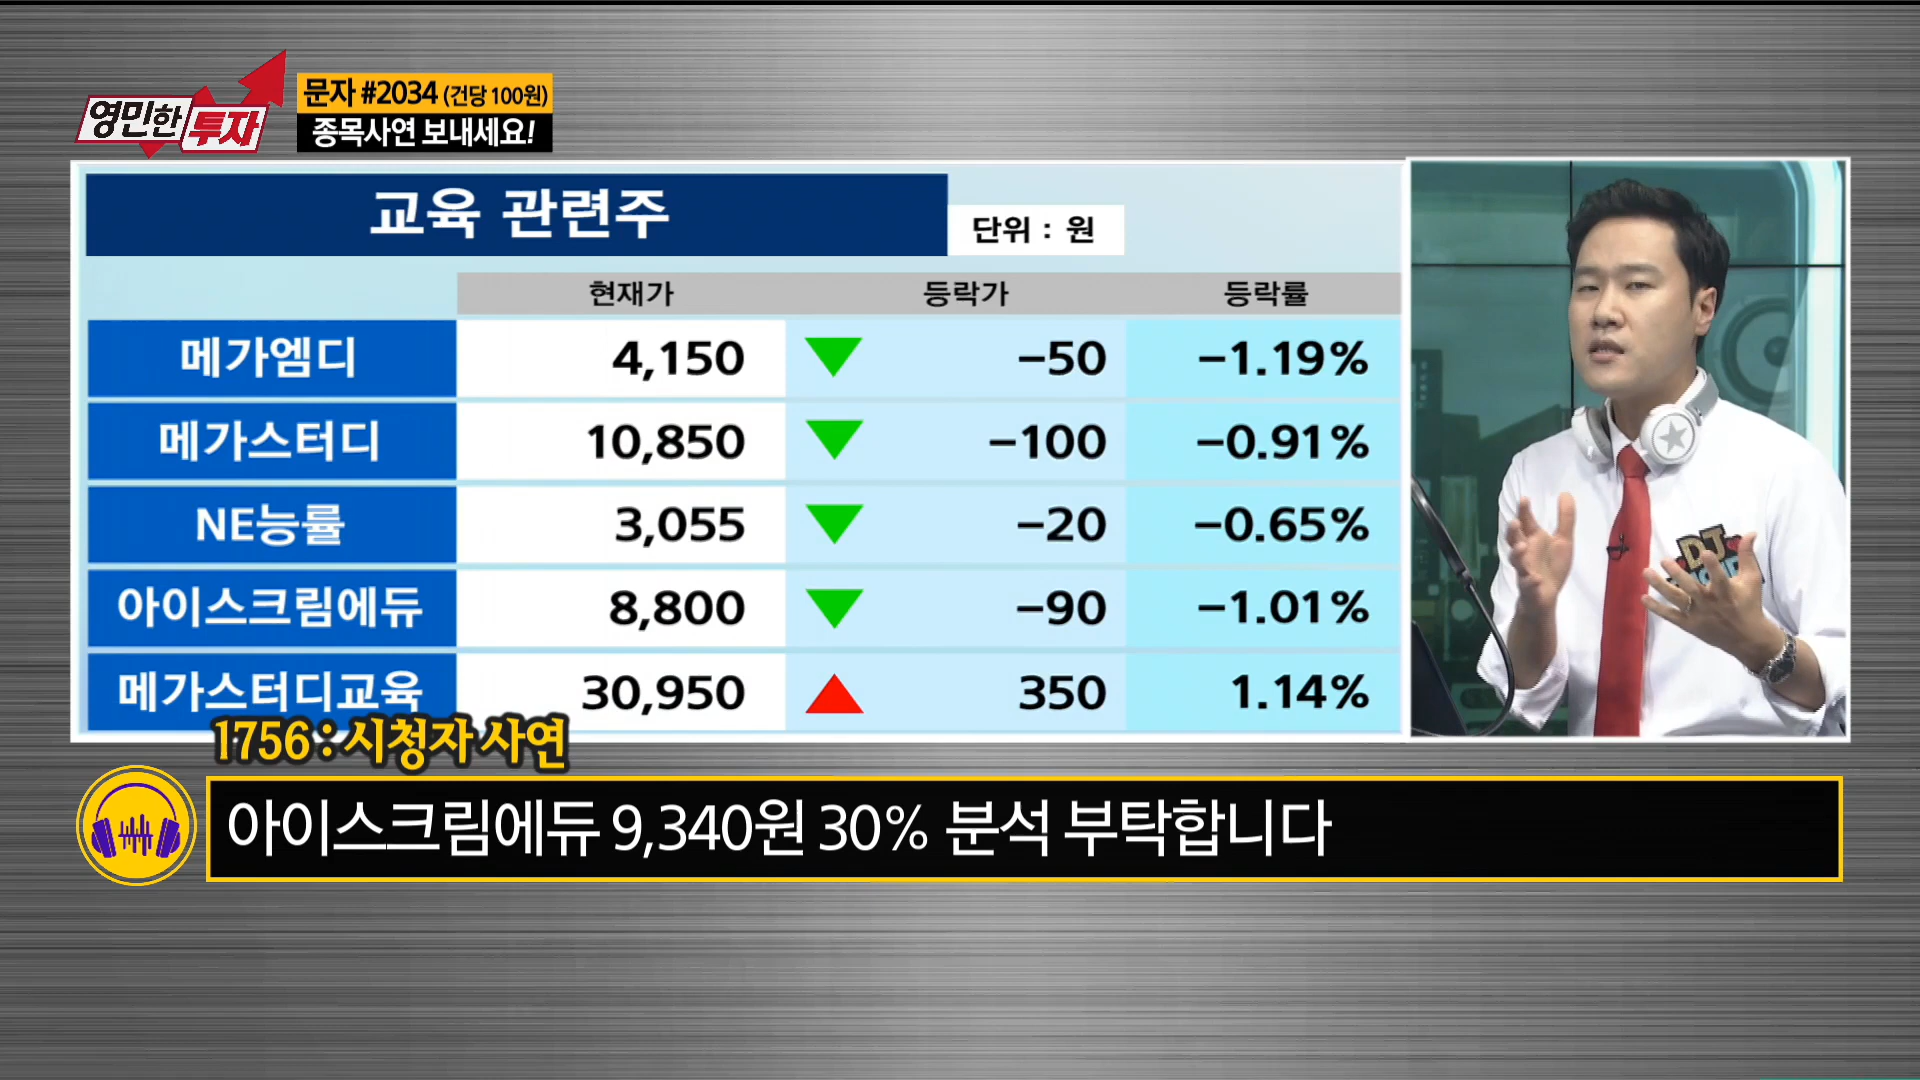 영민한 투자
문자 #2034 (건당 100원)
종목사연 보내세요!
교육 관련주
단위 : 원
현재가 등락가 등락률
메가엠디 4,150 ▼ -50 -1.19%
메가스터디 10,850 ▼ -100 -0.91%
NE능률 3,055 ▼ -20 -0.65%
아이스크림에듀 8,800 ▼ -90 -1.01%
메가스터디교육 30,950 ▲ 350 1.14%
DJ
1756 : 시청자 사연
아이스크림에듀 9,340원 30% 분석 부탁합니다